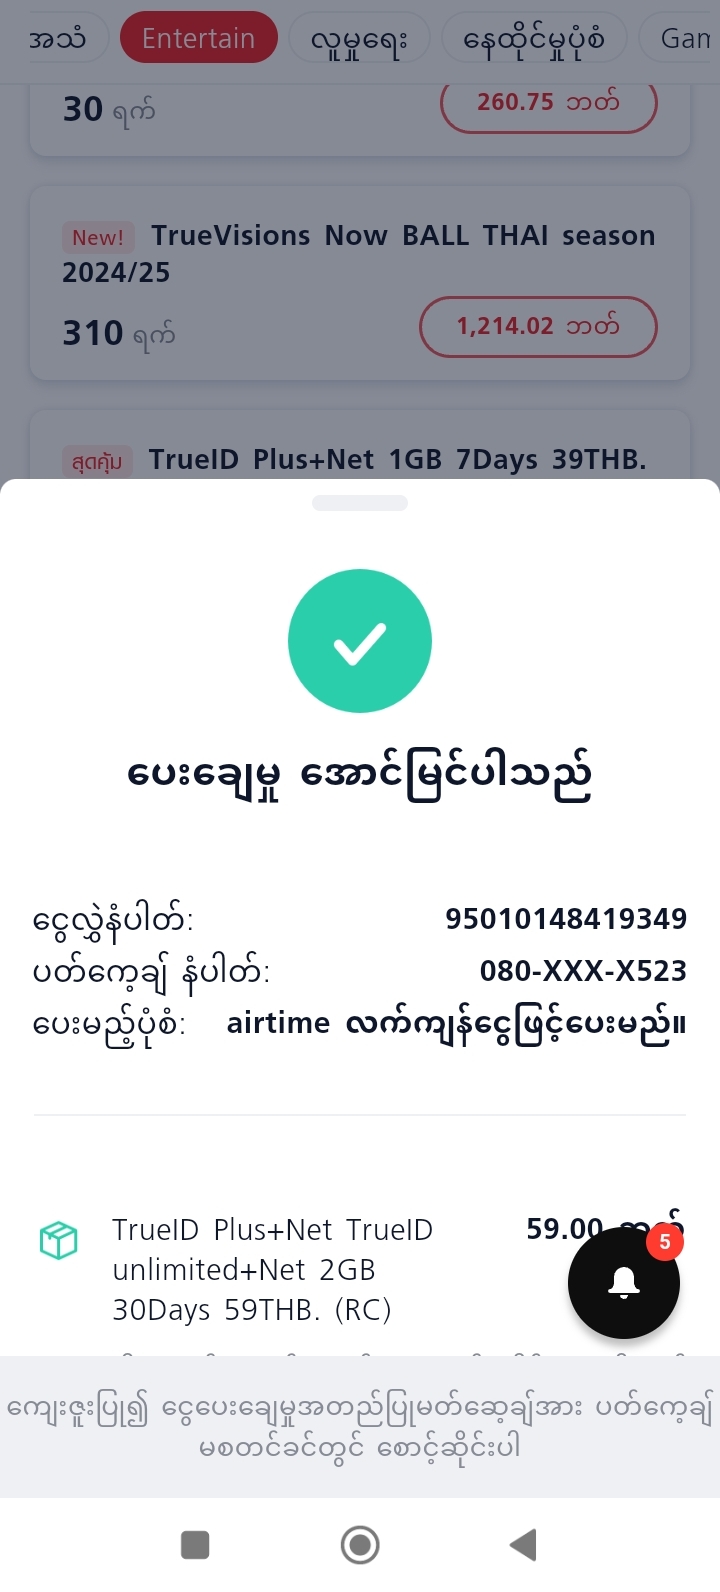 အသံ
Entertain
လူမှုရေး
နေထိုင်မှုပုံစံ
Gam
30 ရက်
260.75 ဘတ်
New! TrueVisions Now BALL THAI season
2024/25
310 ရက်
1,214.02 ဘတ်
สุดคุ้ม TrueID Plus+Net 1GB 7Days 39THB.
ပေးချေမှု အောင်မြင်ပါသည်
ငွေလွှဲနံပါတ်: 95010148419349
ပတ်ကေ့ချ် နံပါတ်: 080-XXX-X523
ပေးမည့်ပုံစံ: airtime လက်ကျန်ငွေဖြင့်ပေးမည်။
TrueID Plus+Net TrueID 59.00 ဘတ်
unlimited+Net 2GB
30Days 59THB. (RC)
5
ကျေးဇူးပြု၍ ငွေပေးချေမှုအတည်ပြုမတ်ဆေ့ချ်အား ပတ်ကေ့ချ်
မစတင်ခင်တွင် စောင့်ဆိုင်းပါ